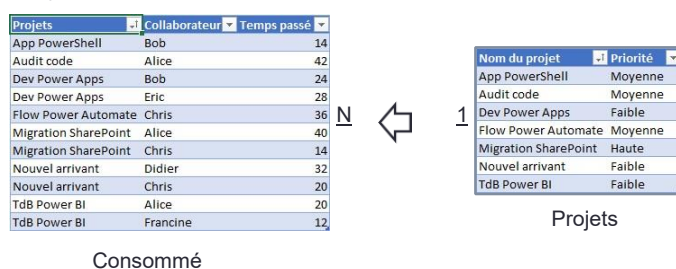 Projets Collaborateur Temps passé
App PowerShell Bob 14
Audit code Alice 42
Dev Power Apps Bob 24
Dev Power Apps Eric 28
Flow Power Automate Chris 36
Migration SharePoint Alice 40
Migration SharePoint Chris 14
Nouvel arrivant Didier 32
Nouvel arrivant Chris 20
TdB Power BI Alice 20
TdB Power BI Francine 12
Consommé
N
1
Nom du projet Priorité
App PowerShell Moyenne
Audit code Moyenne
Dev Power Apps Faible
Flow Power Automate Moyenne
Migration SharePoint Haute
Nouvel arrivant Faible
TdB Power BI Faible
Projets